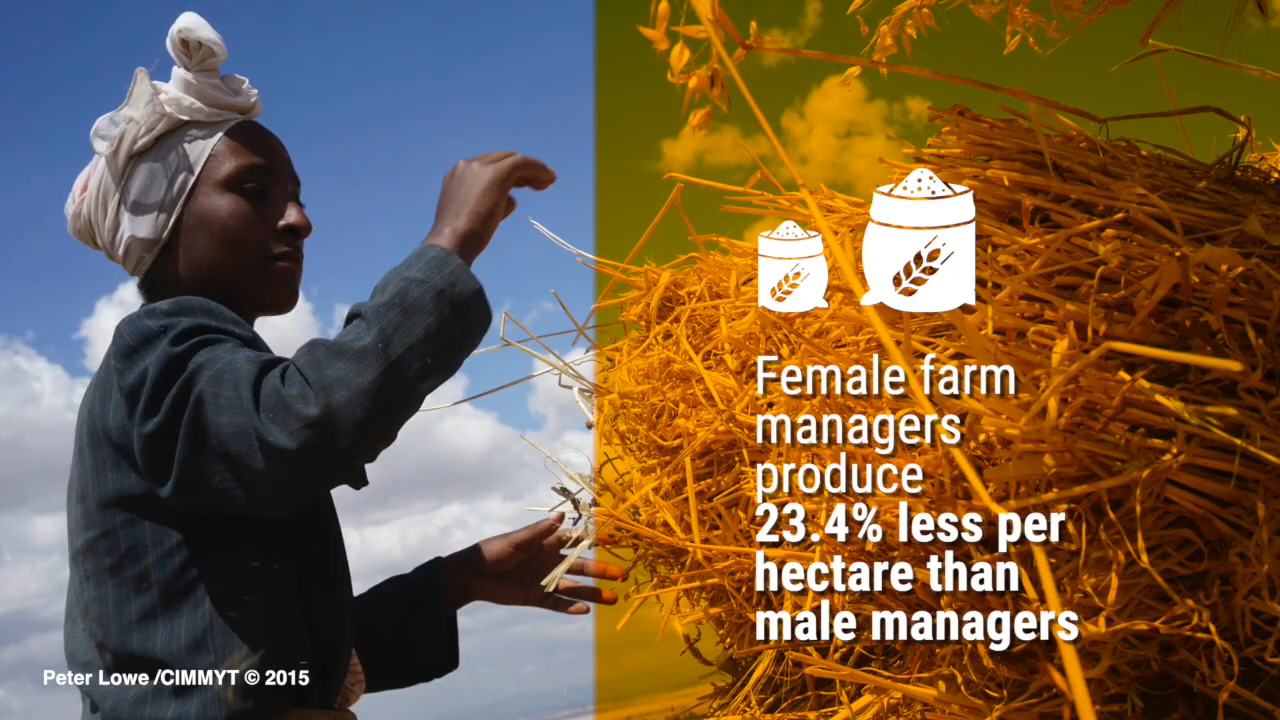 Female farm
managers
produce
23.4% less per
hectare than
male managers
Peter Lowe /CIMMYT © 2015